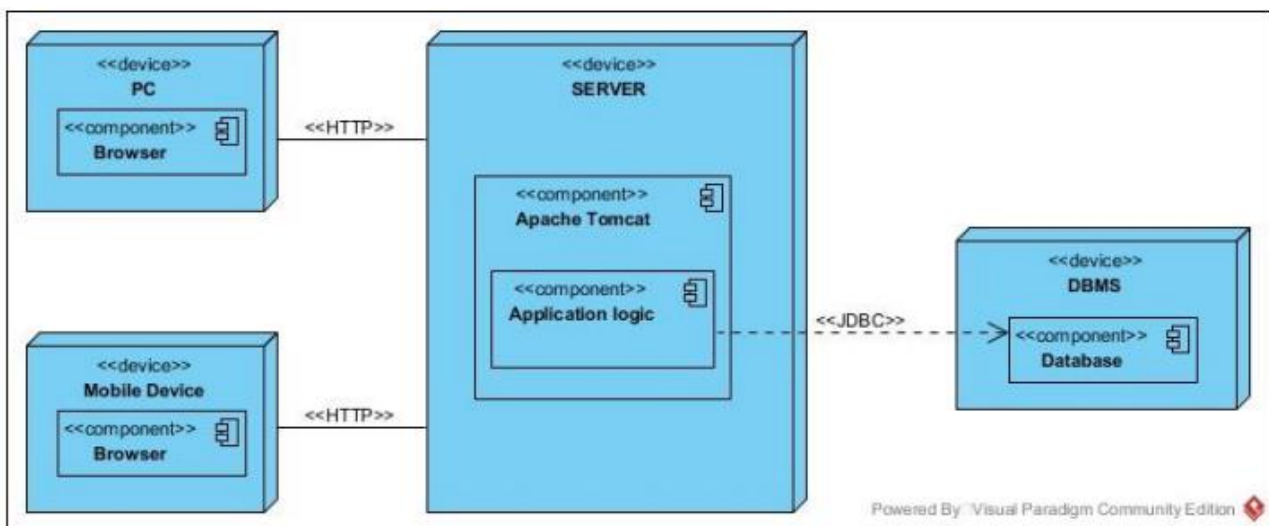 <<device>>
PC
<<component>>
Browser
<<HTTP>>
<<device>>
Mobile Device
<<component>>
Browser
<<HTTP>>
<<device>>
SERVER
<<component>>
Apache Tomcat
<<component>>
Application logic
<<JDBC>>
<<device>>
DBMS
<<component>>
Database
Powered By Visual Paradigm Community Edition